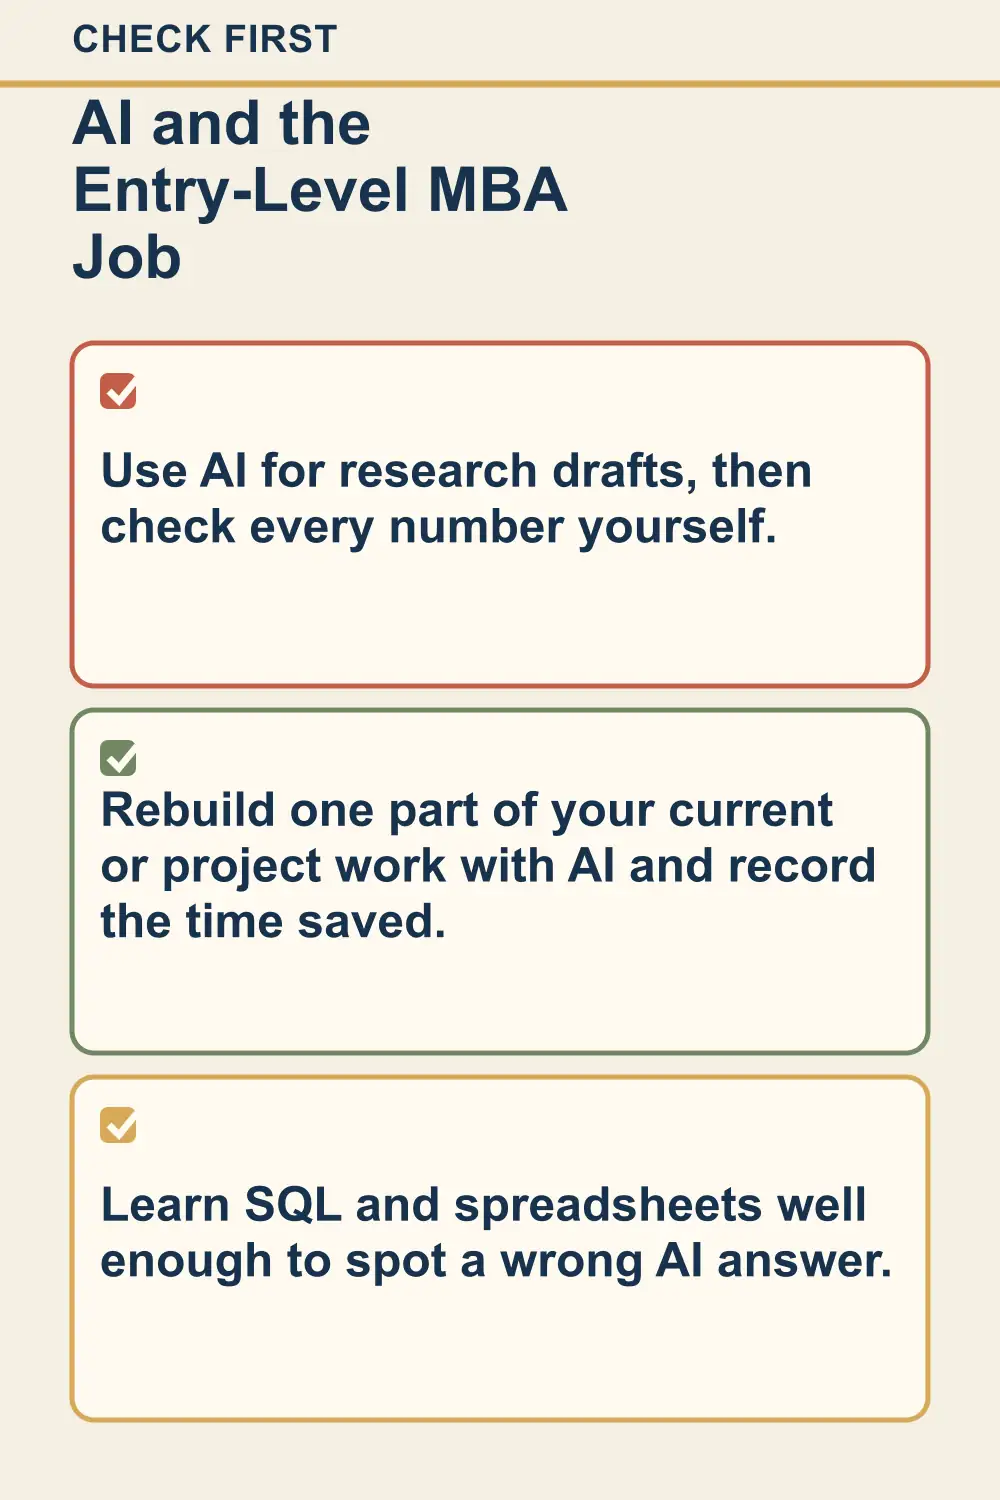 CHECK FIRST
AI and the
Entry-Level MBA
Job
Use AI for research drafts, then
check every number yourself.
Rebuild one part of your current
or project work with AI and record
the time saved.
Learn SQL and spreadsheets well
enough to spot a wrong AI answer.